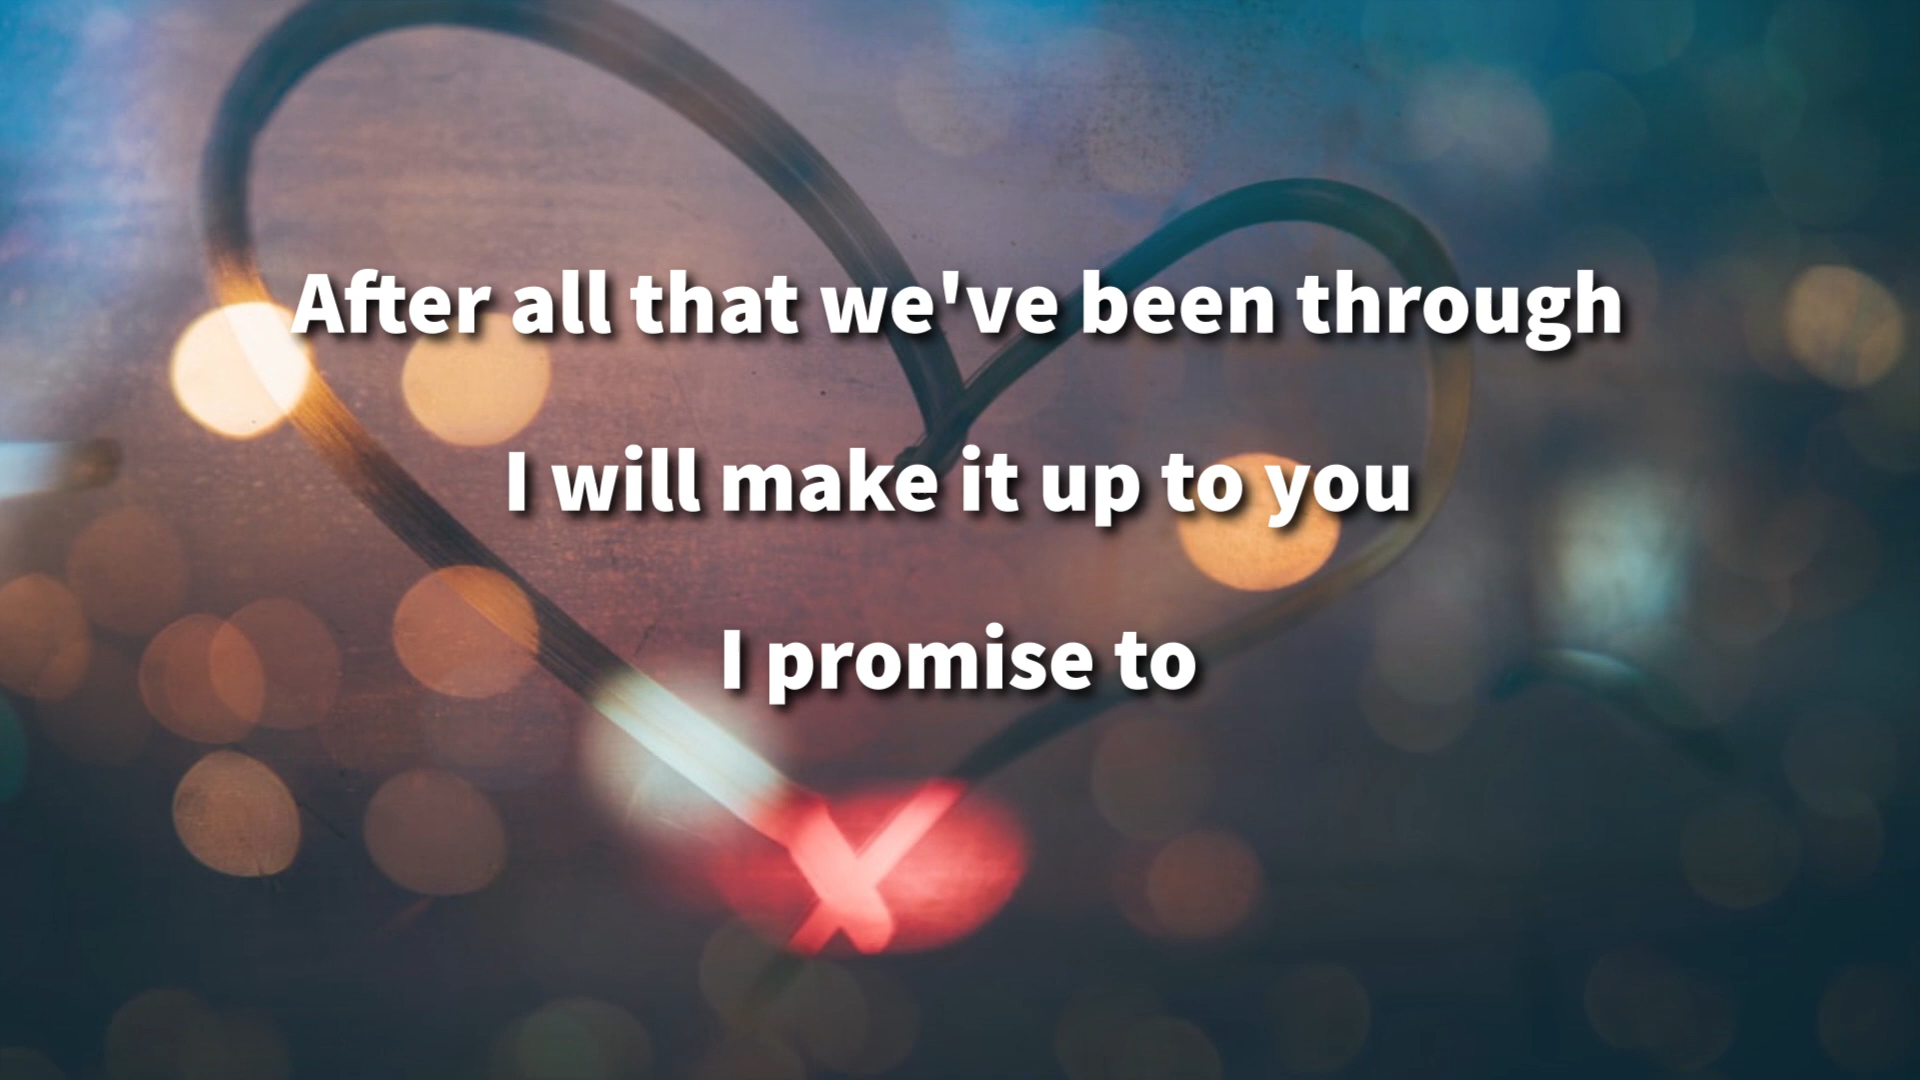 After all that we've been through
I will make it up to you
I promise to